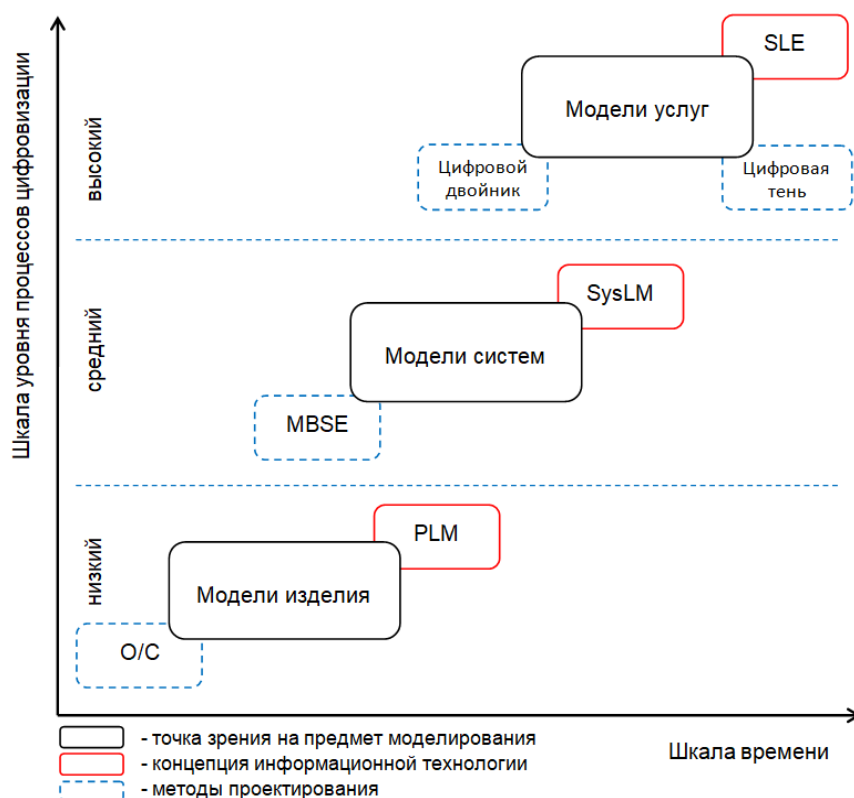 Шкала уровня процессов цифровизации
высокий
SLE
Модели услуг
Цифровой
двойник
Цифровая
тень
средний
SysLM
Модели систем
MBSE
низкий
PLM
Модели изделия
О/С
Шкала времени
- точка зрения на предмет моделирования
- концепция информационной технологии
- методы проектирования